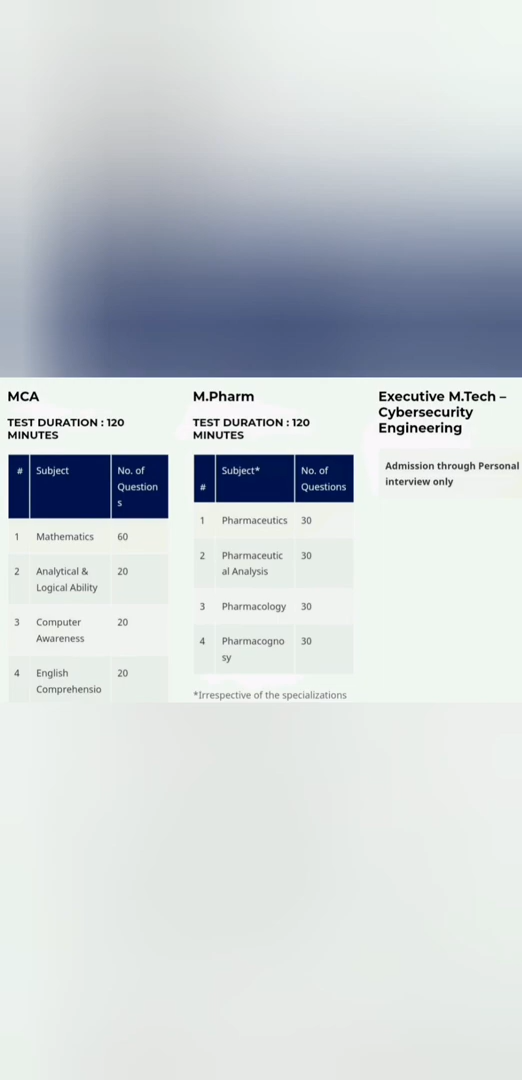 MCA
TEST DURATION : 120
MINUTES
# Subject No. of
Question
s
1 Mathematics 60
2 Analytical & 20
Logical Ability
3 Computer 20
Awareness
4 English 20
Comprehensio
M.Pharm
TEST DURATION : 120
MINUTES
# Subject* No. of
Questions
1 Pharmaceutics 30
2 Pharmaceutic 30
al Analysis
3 Pharmacology 30
4 Pharmacogno 30
sy
*Irrespective of the specializations
Executive M.Tech –
Cybersecurity
Engineering
Admission through Personal
interview only